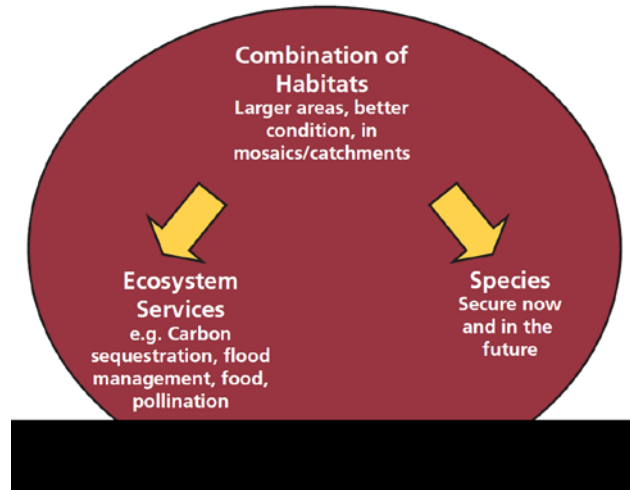 Combination of
Habitats
Larger areas, better
condition, in
mosaics/catchments
Ecosystem
Services
e.g. Carbon
sequestration, flood
management, food,
pollination
Species
Secure now
and in the
future